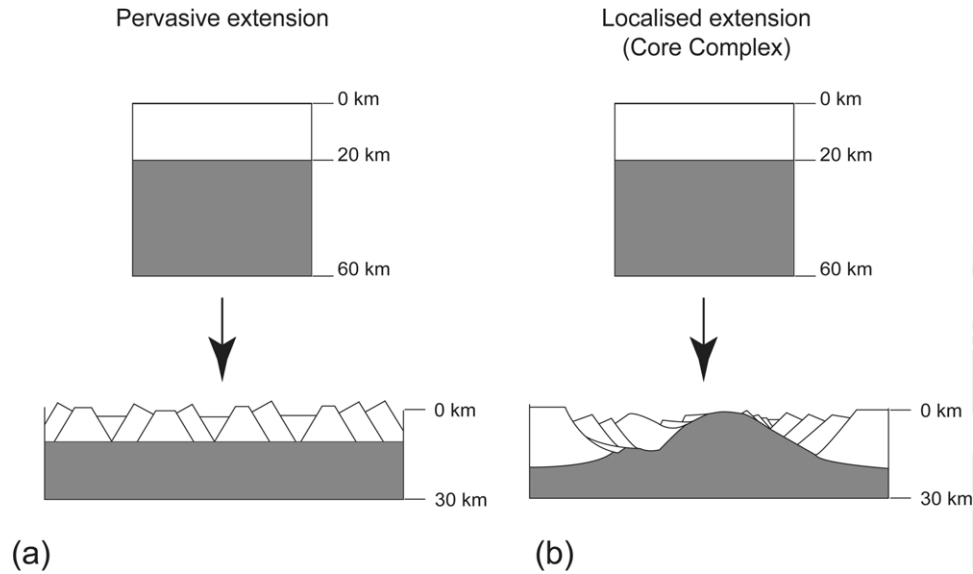 Pervasive extension
0 km
20 km
60 km
0 km
30 km
(a)
Localised extension
(Core Complex)
0 km
20 km
60 km
0 km
30 km
(b)